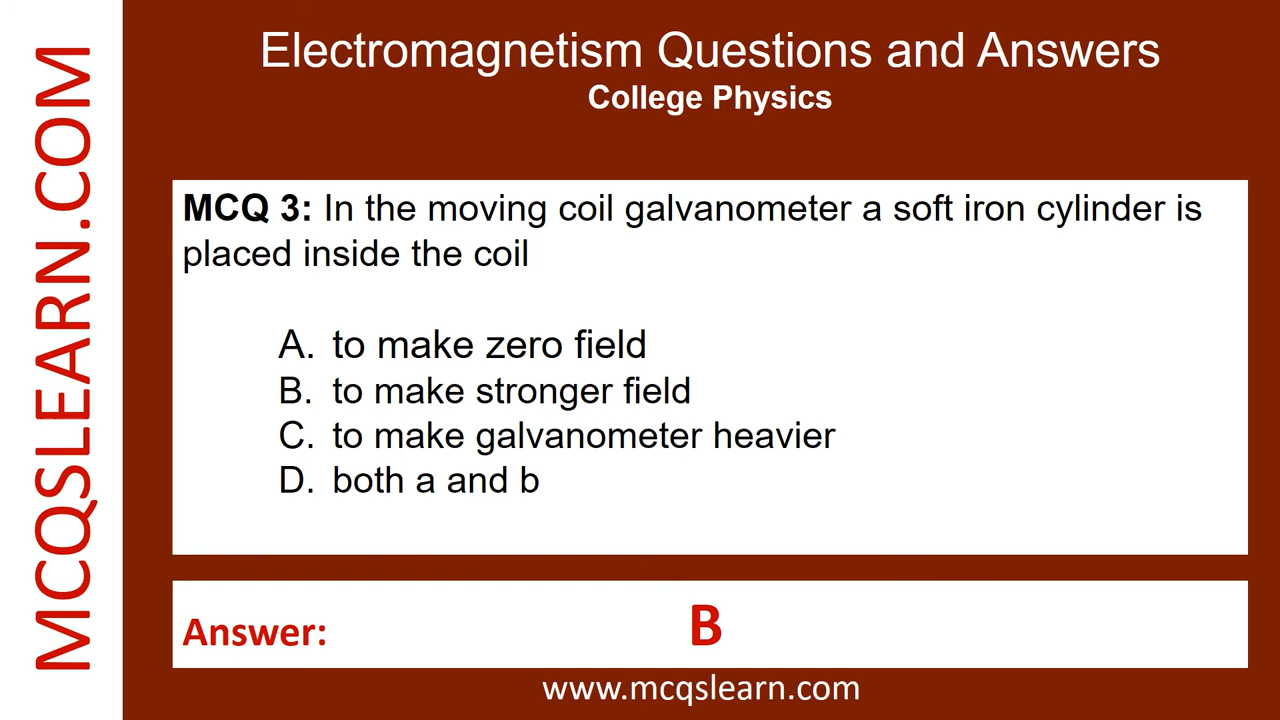 MCQSLEARN.COM
Electromagnetism Questions and Answers
College Physics
MCQ 3: In the moving coil galvanometer a soft iron cylinder is
placed inside the coil
A. to make zero field
B. to make stronger field
C. to make galvanometer heavier
D. both a and b
Answer: B
www.mcqslearn.com